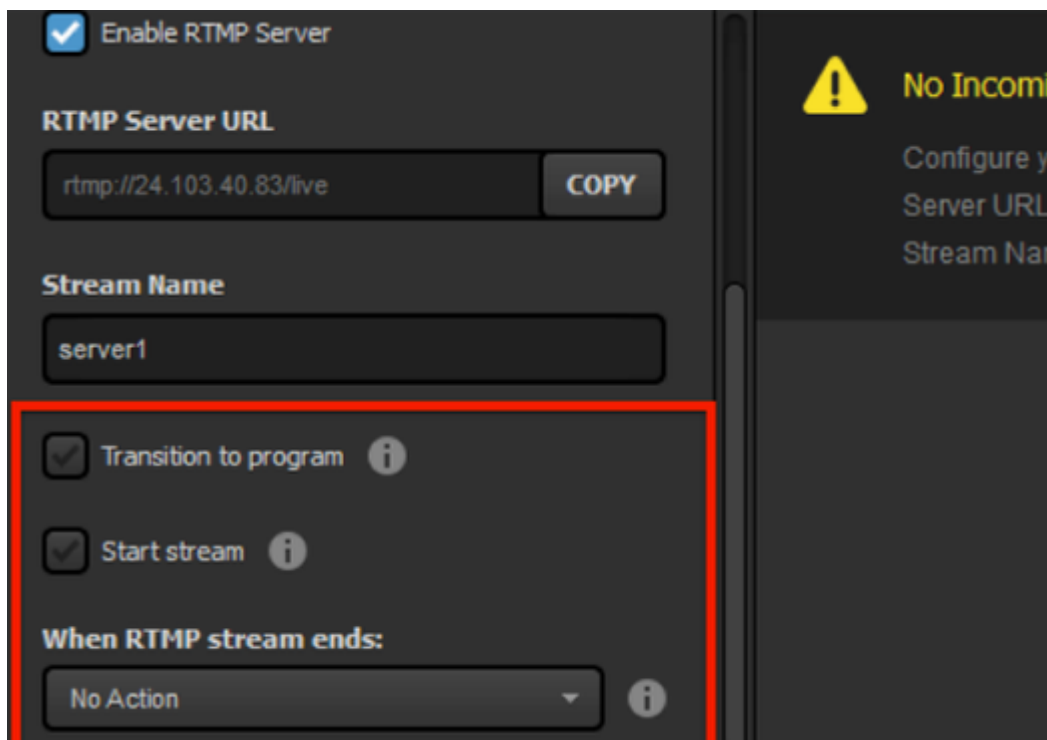 Enable RTMP Server
RTMP Server URL
rtmp://24.103.40.83/live
COPY
Stream Name
server1
Transition to program
Start stream
When RTMP stream ends:
No Action
No Incomi
Configure y
Server URL
Stream Nar